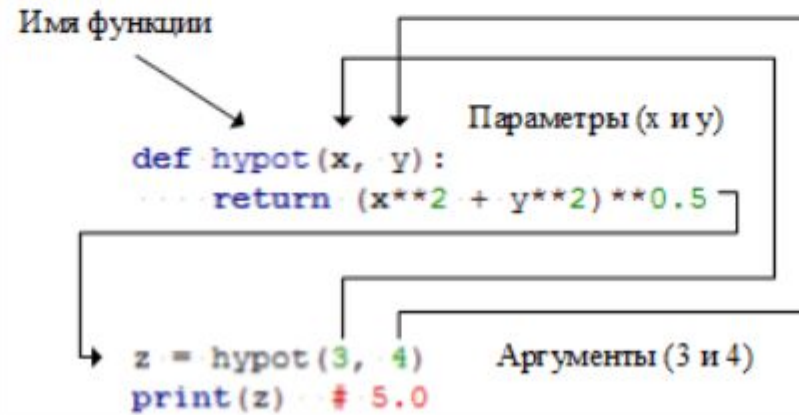 Имя функции
Параметры (x и y)
def hypot(x, y):
    return (x**2 + y**2)**0.5
z = hypot(3, 4)
Аргументы (3 и 4)
print(z)  # 5.0